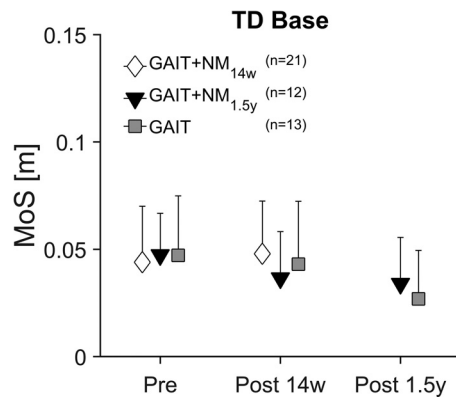 TD Base
0.15
GAIT+NM14w (n=21)
GAIT+NM1.5y (n=12)
GAIT (n=13)
0.1
MoS [m]
0.05
0
Pre Post 14w Post 1.5y